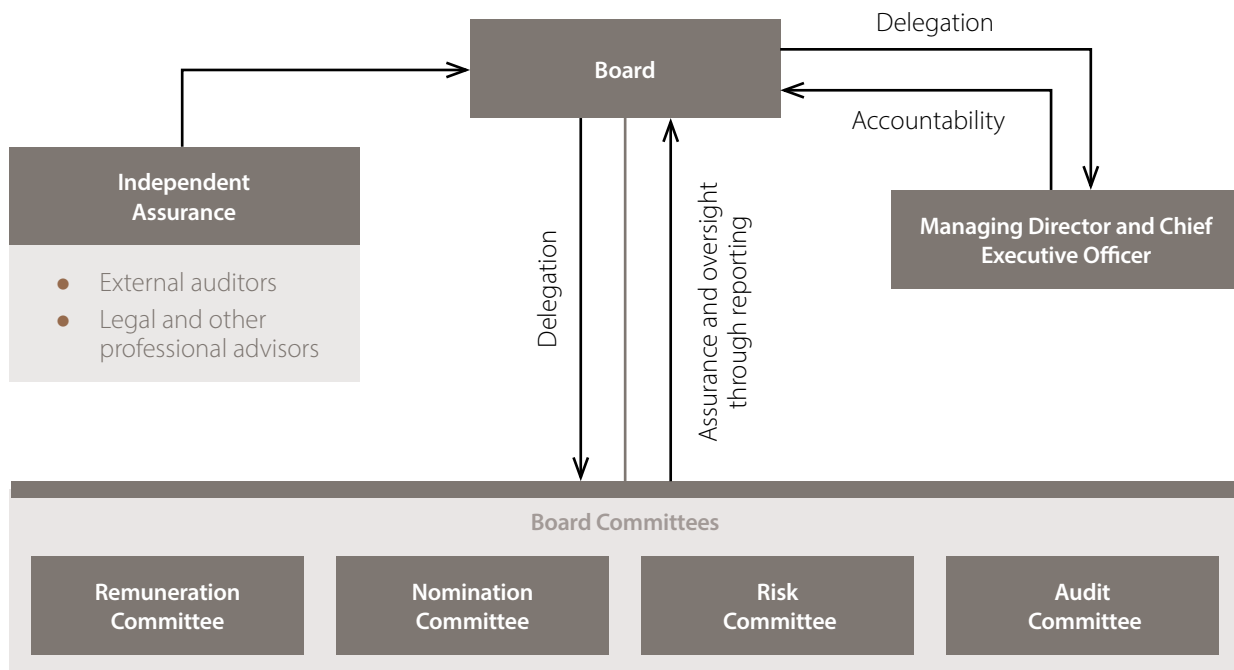 Delegation
Board
Accountability
Independent
Assurance
External auditors
Legal and other
professional advisors
Managing Director and Chief
Executive Officer
Delegation
Assurance and oversight
through reporting
Board Committees
Remuneration
Committee
Nomination
Committee
Risk
Committee
Audit
Committee